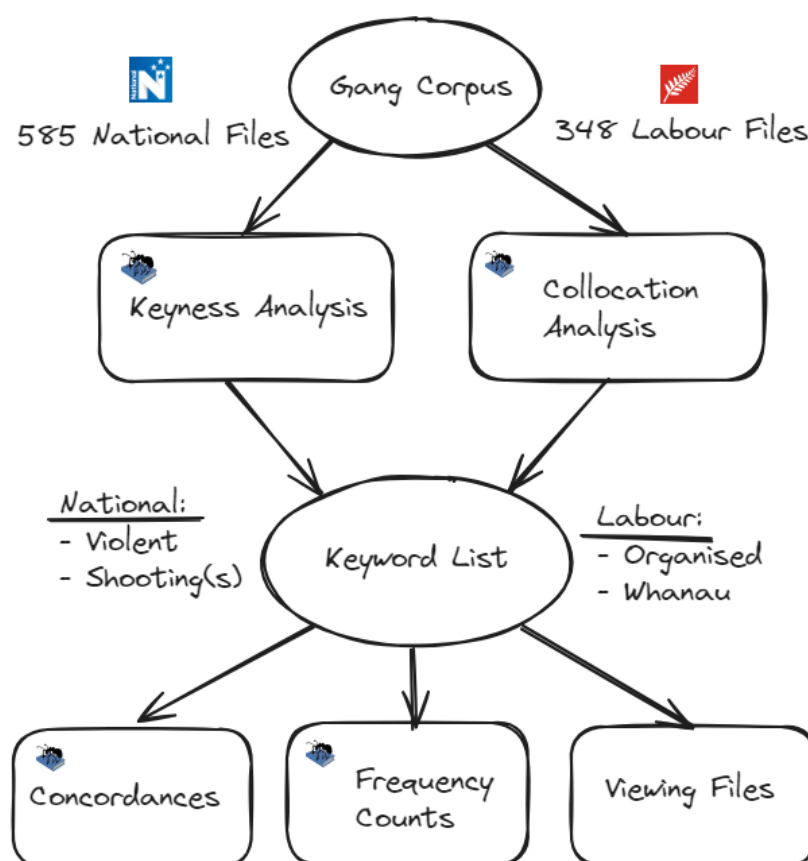 Gang Corpus
National
N
585 National Files
348 Labour Files
Keyness Analysis
Collocation
Analysis
National:
- Violent
- Shooting(s)
Keyword List
Labour:
- Organised
- Whanau
Concordances
Frequency
Counts
Viewing Files